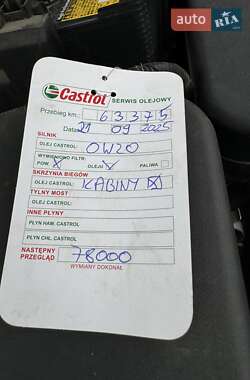 AUTO RIA
Castrol SERWIS OLEJOWY
Przebieg km.: 63375
Data 21 09 2025
SILNIK
OLEJ CASTROL: 0W20
WYMIENIONO FILTR:
POW. X OLEJU V PALIWA
SKRZYNIA BIEGÓW
OLEJ CASTROL: KABINY X
TYLNY MOST
OLEJ CASTROL:
INNE PŁYNY
PŁYN HAM. CASTROL
PŁYN CHŁ. CASTROL
NASTĘPNY
PRZEGLĄD 78000
WYMIANY DOKONAŁ